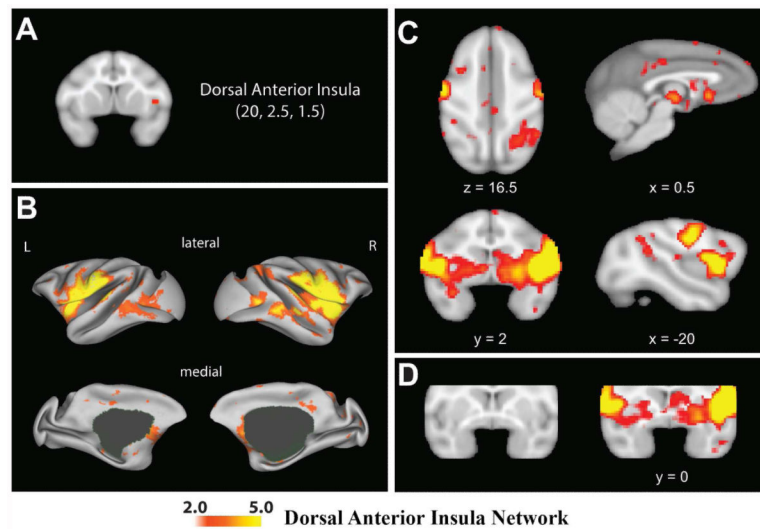 A
Dorsal Anterior Insula
(20, 2.5, 1.5)
B
L
lateral
R
medial
C
z = 16.5
x = 0.5
y = 2
x = -20
D
y = 0
2.0 5.0 Dorsal Anterior Insula Network